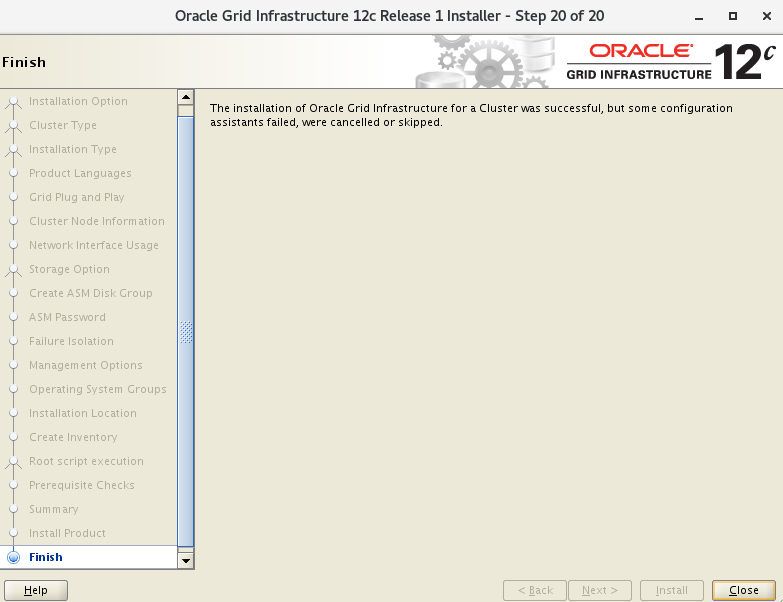 Oracle Grid Infrastructure 12c Release 1 Installer - Step 20 of 20
Finish
ORACLE
GRID INFRASTRUCTURE
12c
Installation Option
Cluster Type
Installation Type
Product Languages
Grid Plug and Play
Cluster Node Information
Network Interface Usage
Storage Option
Create ASM Disk Group
ASM Password
Failure Isolation
Management Options
Operating System Groups
Installation Location
Create Inventory
Root script execution
Prerequisite Checks
Summary
Install Product
Finish
The installation of Oracle Grid Infrastructure for a Cluster was successful, but some configuration
assistants failed, were cancelled or skipped.
Help
< Back
Next >
Install
Close